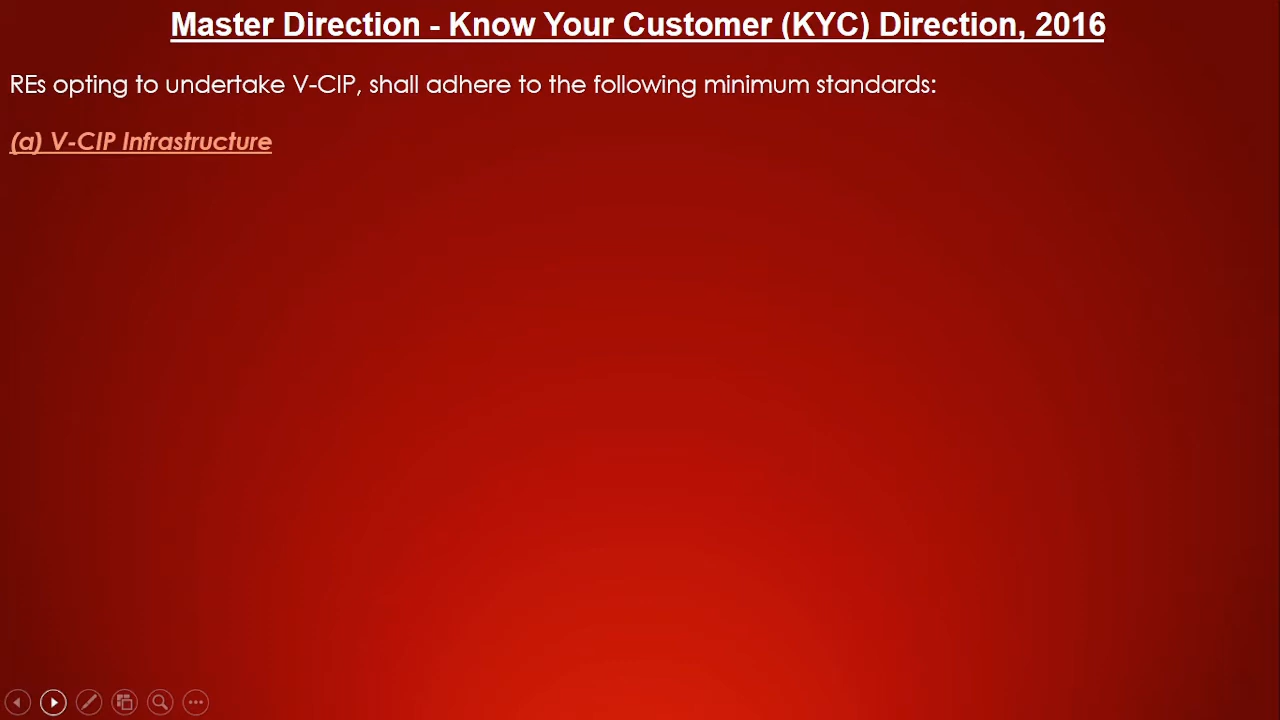 Master Direction - Know Your Customer (KYC) Direction, 2016
REs opting to undertake V-CIP, shall adhere to the following minimum standards:
(a) V-CIP Infrastructure